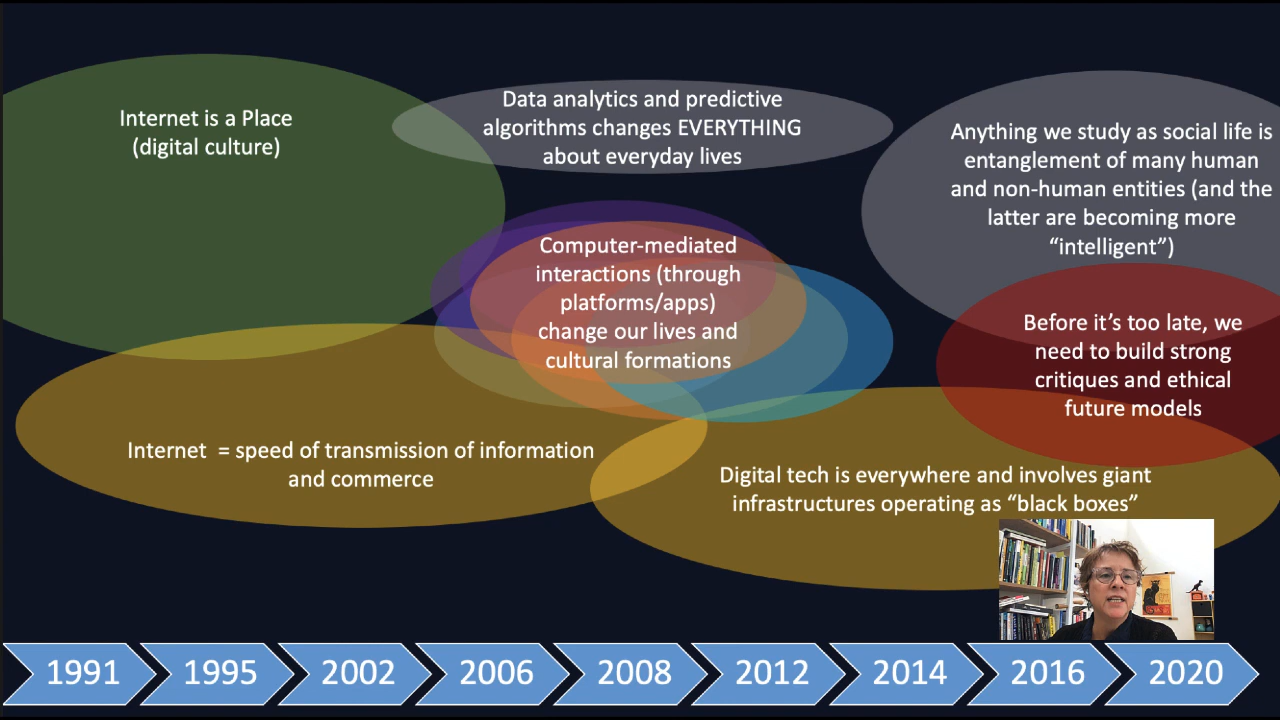 Internet is a Place
(digital culture)
Data analytics and predictive
algorithms changes EVERYTHING
about everyday lives
Anything we study as social life is
entanglement of many human
and non-human entities (and the
latter are becoming more
“intelligent”)
Computer-mediated
interactions (through
platforms/apps)
change our lives and
cultural formations
Before it’s too late, we
need to build strong
critiques and ethical
future models
Internet  = speed of transmission of information
and commerce
Digital tech is everywhere and involves giant
infrastructures operating as “black boxes”
1991
1995
2002
2006
2008
2012
2014
2016
2020